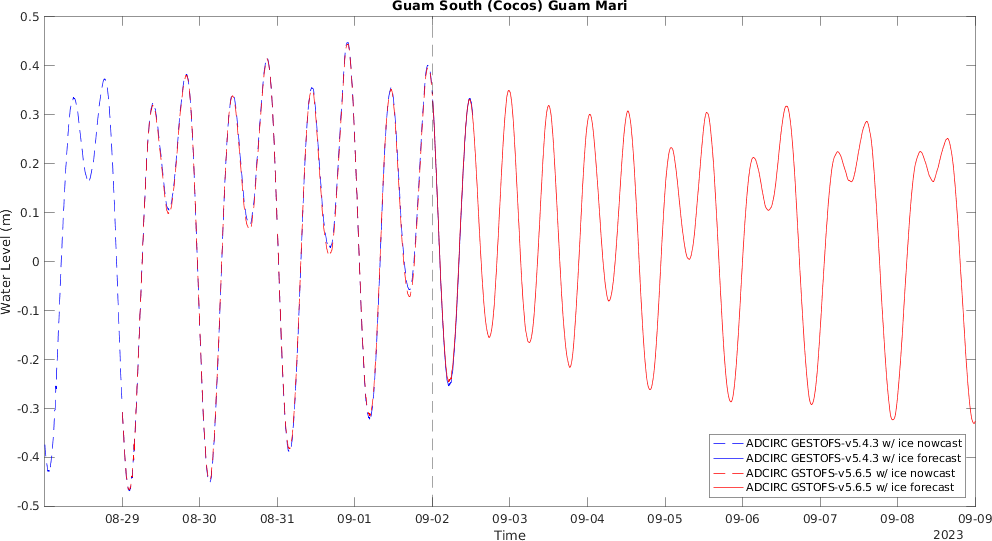 Guam South (Cocos) Guam Mari
0.5
0.4
0.3
0.2
0.1
0
-0.1
-0.2
-0.3
-0.4
-0.5
Water Level (m)
08-29 08-30 08-31 09-01 09-02 09-03 09-04 09-05 09-06 09-07 09-08 09-09
Time
2023
ADCIRC GESTOFS-v5.4.3 w/ ice nowcast
ADCIRC GESTOFS-v5.4.3 w/ ice forecast
ADCIRC GSTOFS-v5.6.5 w/ ice nowcast
ADCIRC GSTOFS-v5.6.5 w/ ice forecast